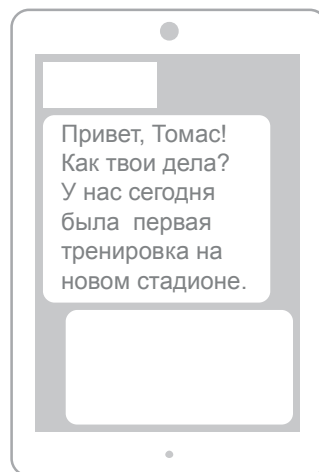 Привет, Томас!
Как твои дела?
У нас сегодня
была первая
тренировка на
новом стадионе.